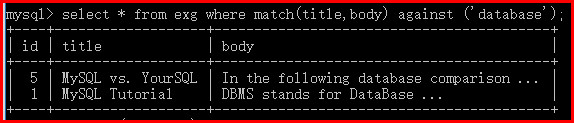 mysql> select * from exg where match(title,body) against ('database');
+----+-------------------+------------------------------------------+
| id | title             | body                                     |
+----+-------------------+------------------------------------------+
|  5 | MySQL vs. YourSQL | In the following database comparison ... |
|  1 | MySQL Tutorial    | DBMS stands for DataBase ...             |
+----+-------------------+------------------------------------------+